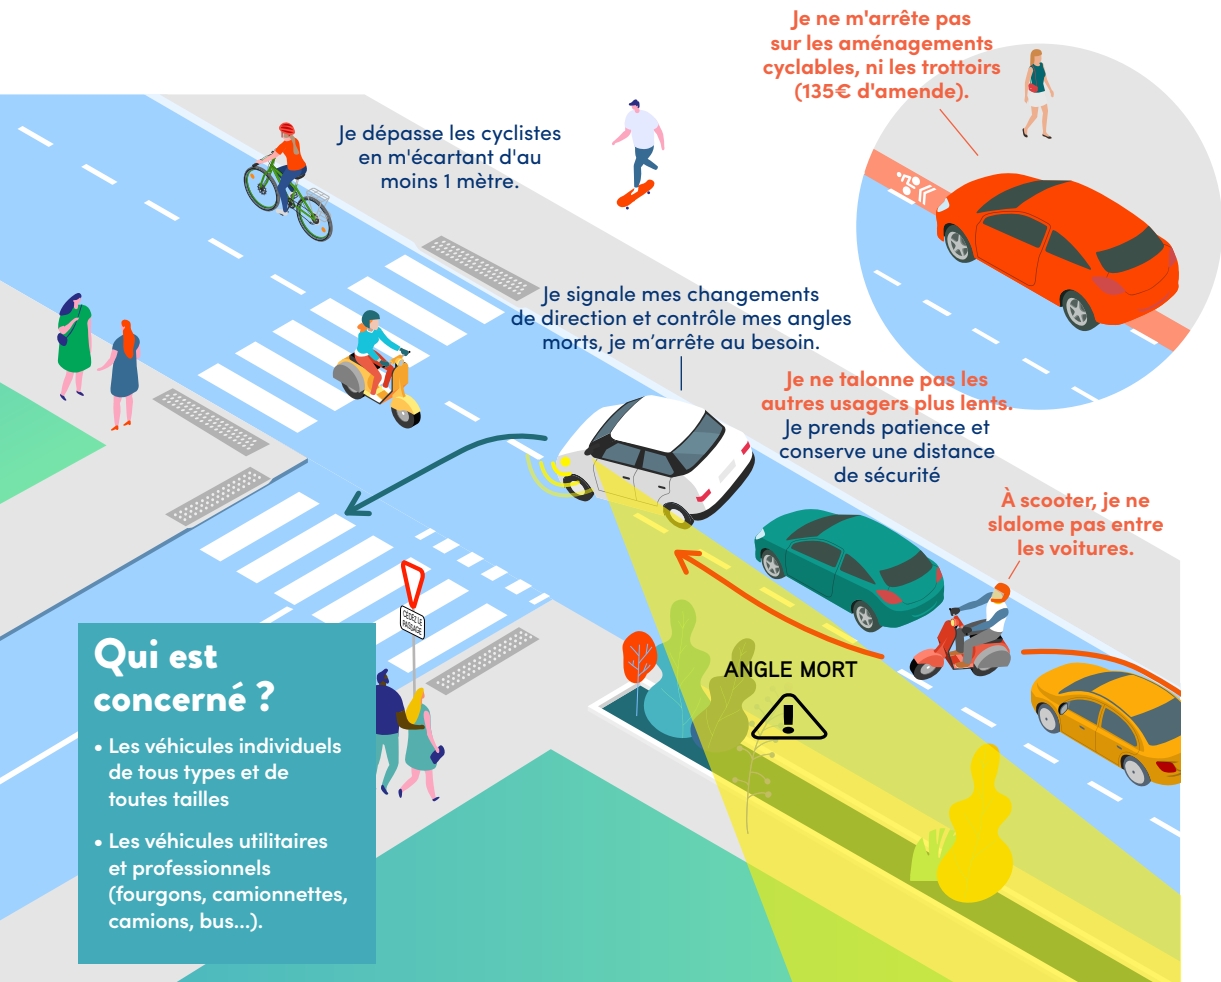 Je ne m'arrête pas
sur les aménagements
cyclables, ni les trottoirs
(135€ d'amende).
Je dépasse les cyclistes
en m'écartant d'au
moins 1 mètre.
Je signale mes changements
de direction et contrôle mes angles
morts, je m’arrête au besoin.
Je ne talonne pas les
autres usagers plus lents.
Je prends patience et
conserve une distance
de sécurité
À scooter, je ne
slalome pas entre
les voitures.
CÉDEZ LE
PASSAGE
ANGLE MORT
Qui est
concerné ?
• Les véhicules individuels
de tous types et de
toutes tailles
• Les véhicules utilitaires
et professionnels
(fourgons, camionnettes,
camions, bus...).